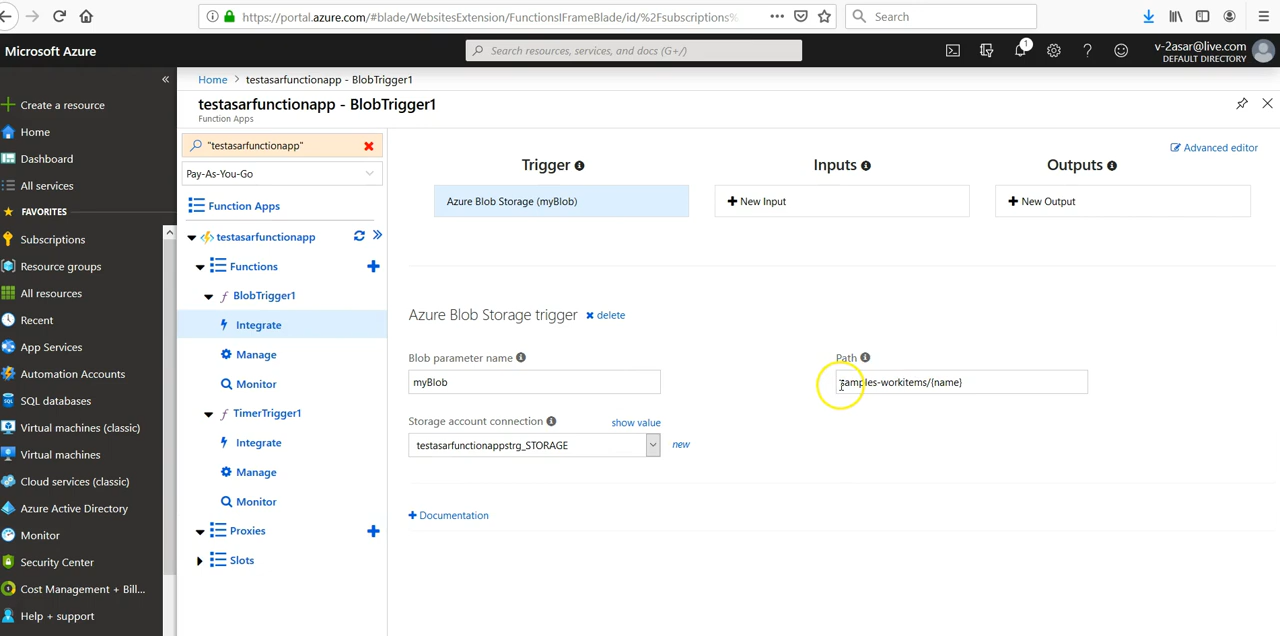 https://portal.azure.com/#blade/WebsitesExtension/FunctionsIFrameBlade/id/%2Fsubscriptions%
Search
Microsoft Azure
Search resources, services, and docs (G+/)
1
v-2asar@live.com
DEFAULT DIRECTORY
Create a resource
Home
Dashboard
All services
FAVORITES
Subscriptions
Resource groups
All resources
Recent
App Services
Automation Accounts
SQL databases
Virtual machines (classic)
Virtual machines
Cloud services (classic)
Azure Active Directory
Monitor
Security Center
Cost Management + Bill...
Help + support
Home > testasarfunctionapp - BlobTrigger1
testasarfunctionapp - BlobTrigger1
Function Apps
"testasarfunctionapp"
Pay-As-You-Go
Function Apps
testasarfunctionapp
Functions
BlobTrigger1
Integrate
Manage
Monitor
TimerTrigger1
Integrate
Manage
Monitor
Proxies
Slots
Advanced editor
Trigger
Inputs
Outputs
Azure Blob Storage (myBlob)
New Input
New Output
Azure Blob Storage trigger
delete
Blob parameter name
Path
myBlob
samples-workitems/{name}
Storage account connection
show value
testasarfunctionappstrg_STORAGE
new
Documentation